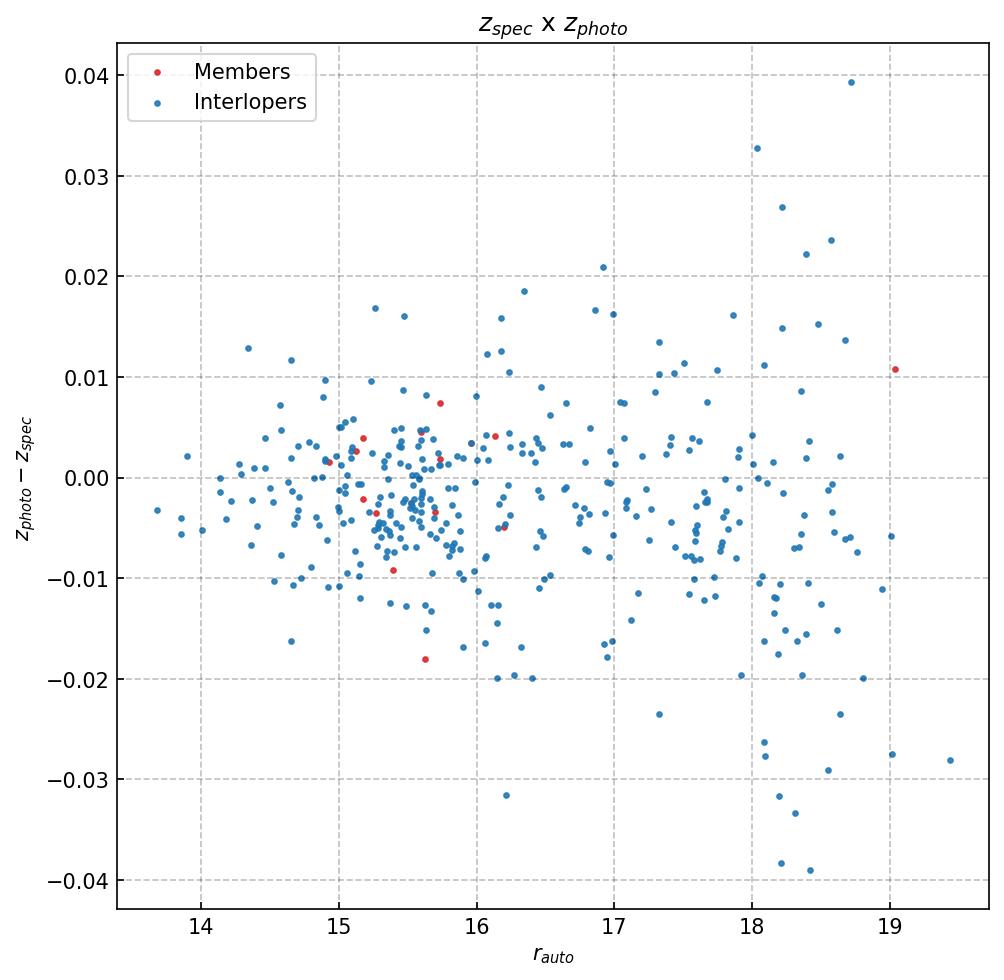 z_spec x z_photo
Members
Interlopers
0.04
0.03
0.02
0.01
0.00
−0.01
−0.02
−0.03
−0.04
z_photo − z_spec
14 15 16 17 18 19
r_auto